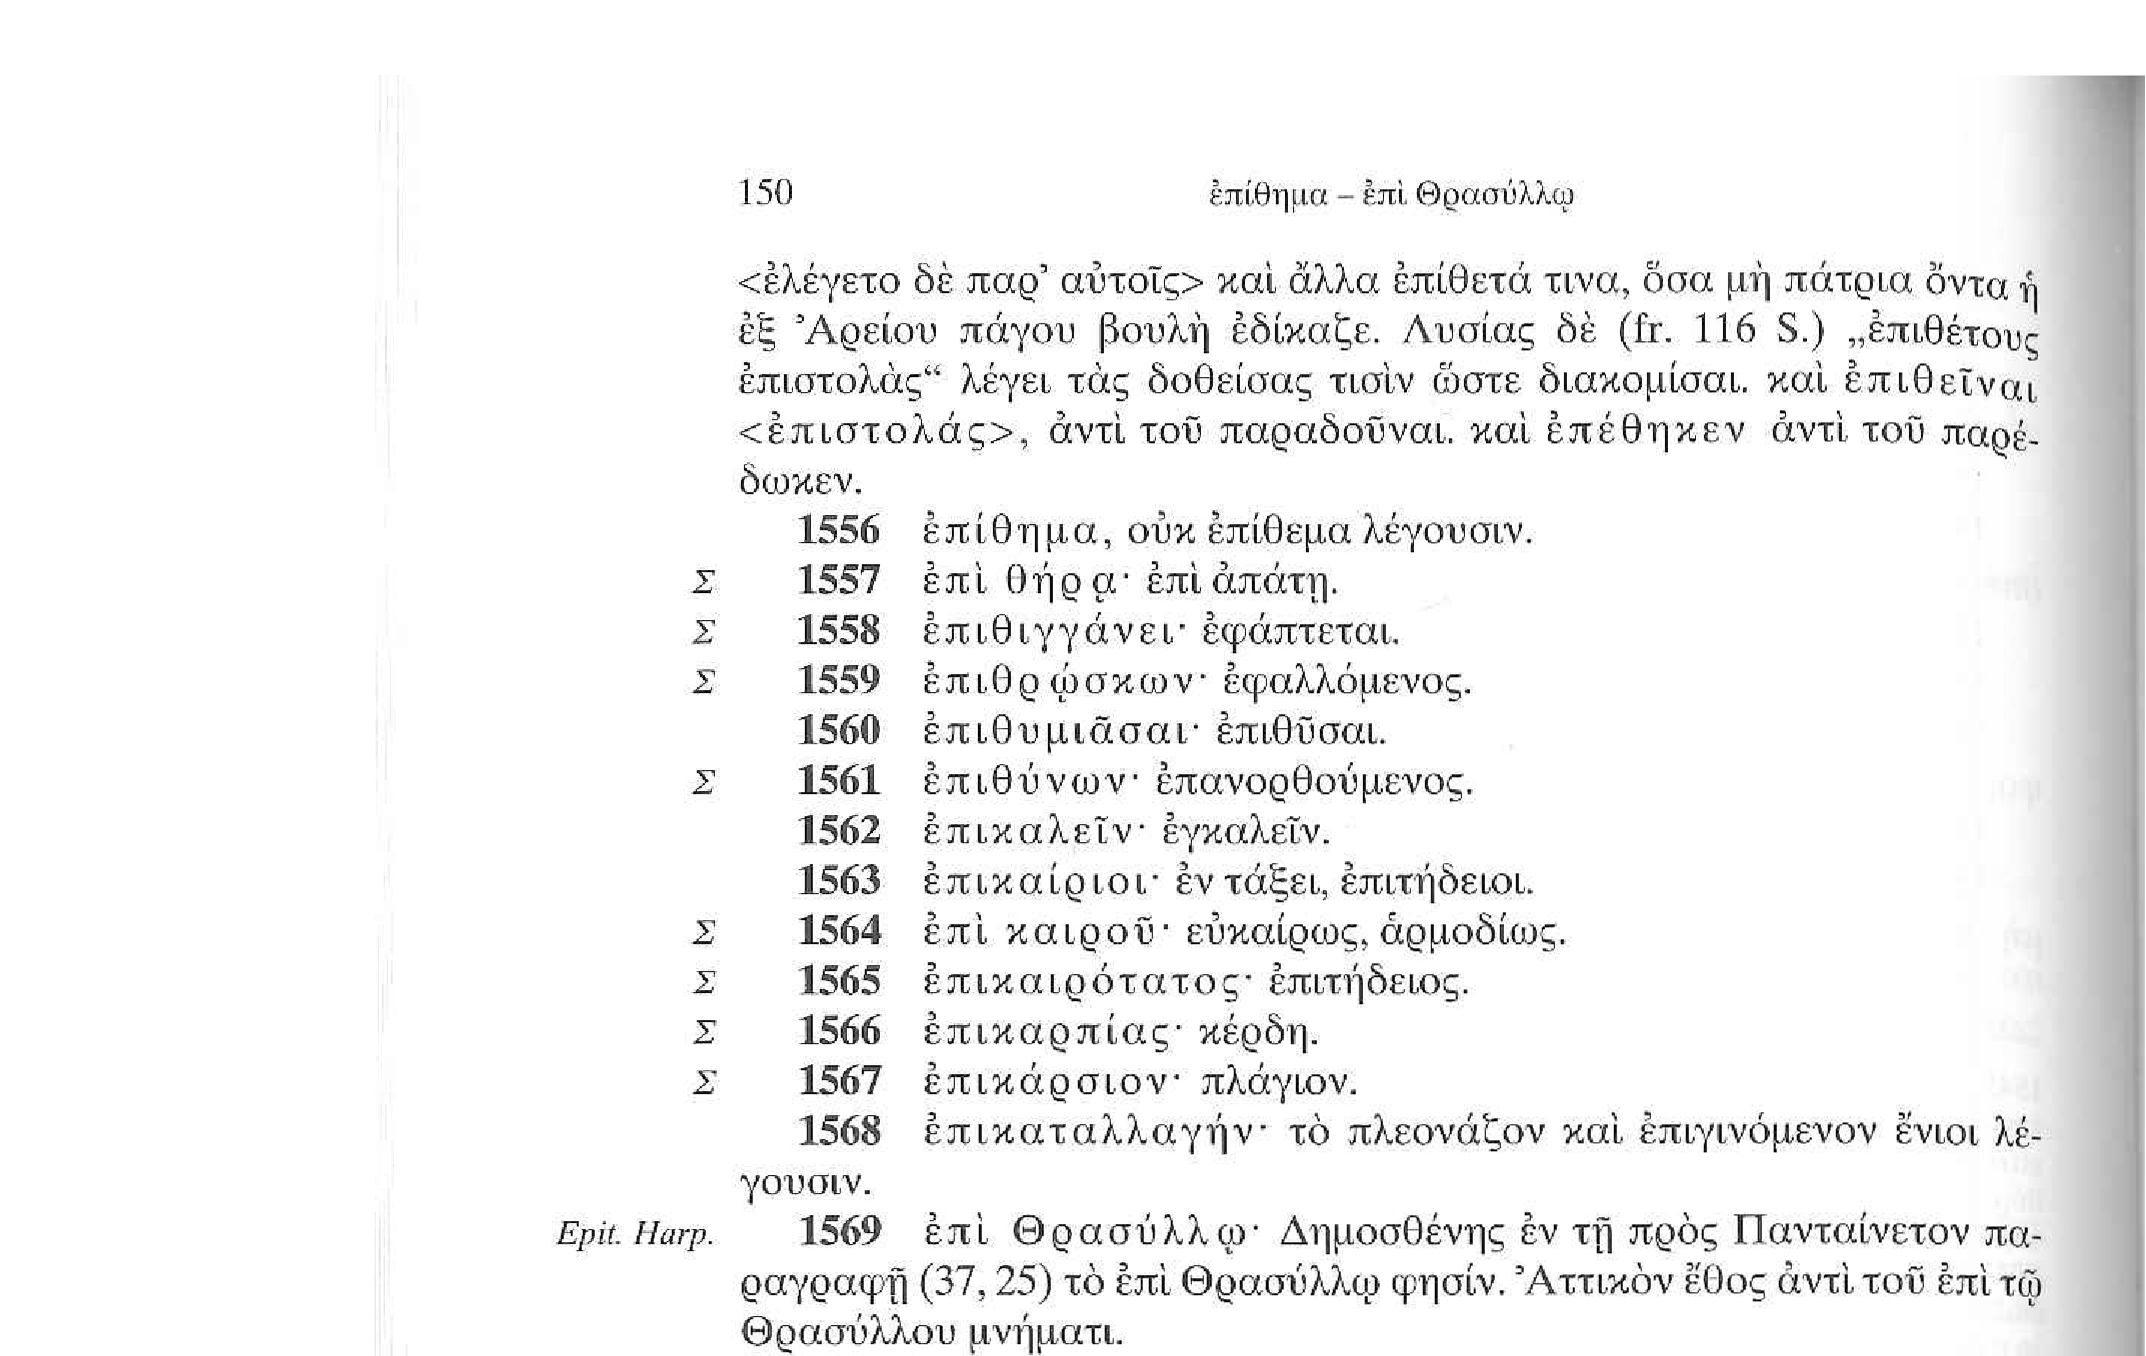 150 ἐπίθημα – ἐπὶ Θρασύλλῳ
<ἐλέγετο δὲ παρ’ αὐτοῖς> καὶ ἄλλα ἐπίθετά τινα, ὅσα μὴ πάτρια ὄντα ἡ
ἐξ Ἀρείου πάγου βουλὴ ἐδίκαζε. Λυσίας δὲ (fr. 116 S.) „ἐπιθέτους
ἐπιστολὰς“ λέγει τὰς δοθείσας τισὶν ὥστε διακομίσαι. καὶ ἐπιθεῖναι
<ἐπιστολάς>, ἀντὶ τοῦ παραδοῦναι. καὶ ἐπέθηκεν ἀντὶ τοῦ παρέ-
δωκεν.
1556 ἐπίθημα, οὐκ ἐπίθεμα λέγουσιν.
Σ 1557 ἐπὶ θήρᾳ· ἐπὶ ἀπάτῃ.
Σ 1558 ἐπιθιγγάνει· ἐφάπτεται.
Σ 1559 ἐπιθρῴσκων· ἐφαλλόμενος.
1560 ἐπιθυμιᾶσαι· ἐπιθῦσαι.
Σ 1561 ἐπιθύνων· ἐπανορθούμενος.
1562 ἐπικαλεῖν· ἐγκαλεῖν.
1563 ἐπικαίριοι· ἐν τάξει, ἐπιτήδειοι.
Σ 1564 ἐπὶ καιροῦ· εὐκαίρως, ἁρμοδίως.
Σ 1565 ἐπικαιρότατος· ἐπιτήδειος.
Σ 1566 ἐπικαρπίας· κέρδη.
Σ 1567 ἐπικάρσιον· πλάγιον.
1568 ἐπικαταλλαγήν· τὸ πλεονάζον καὶ ἐπιγινόμενον ἔνιοι λέ-
γουσιν.
Epit. Harp. 1569 ἐπὶ Θρασύλλῳ· Δημοσθένης ἐν τῇ πρὸς Πανταίνετον πα-
ραγραφῇ (37, 25) τὸ ἐπὶ Θρασύλλῳ φησίν. Ἀττικὸν ἔθος ἀντὶ τοῦ ἐπὶ τῷ
Θρασύλλου μνήματι.